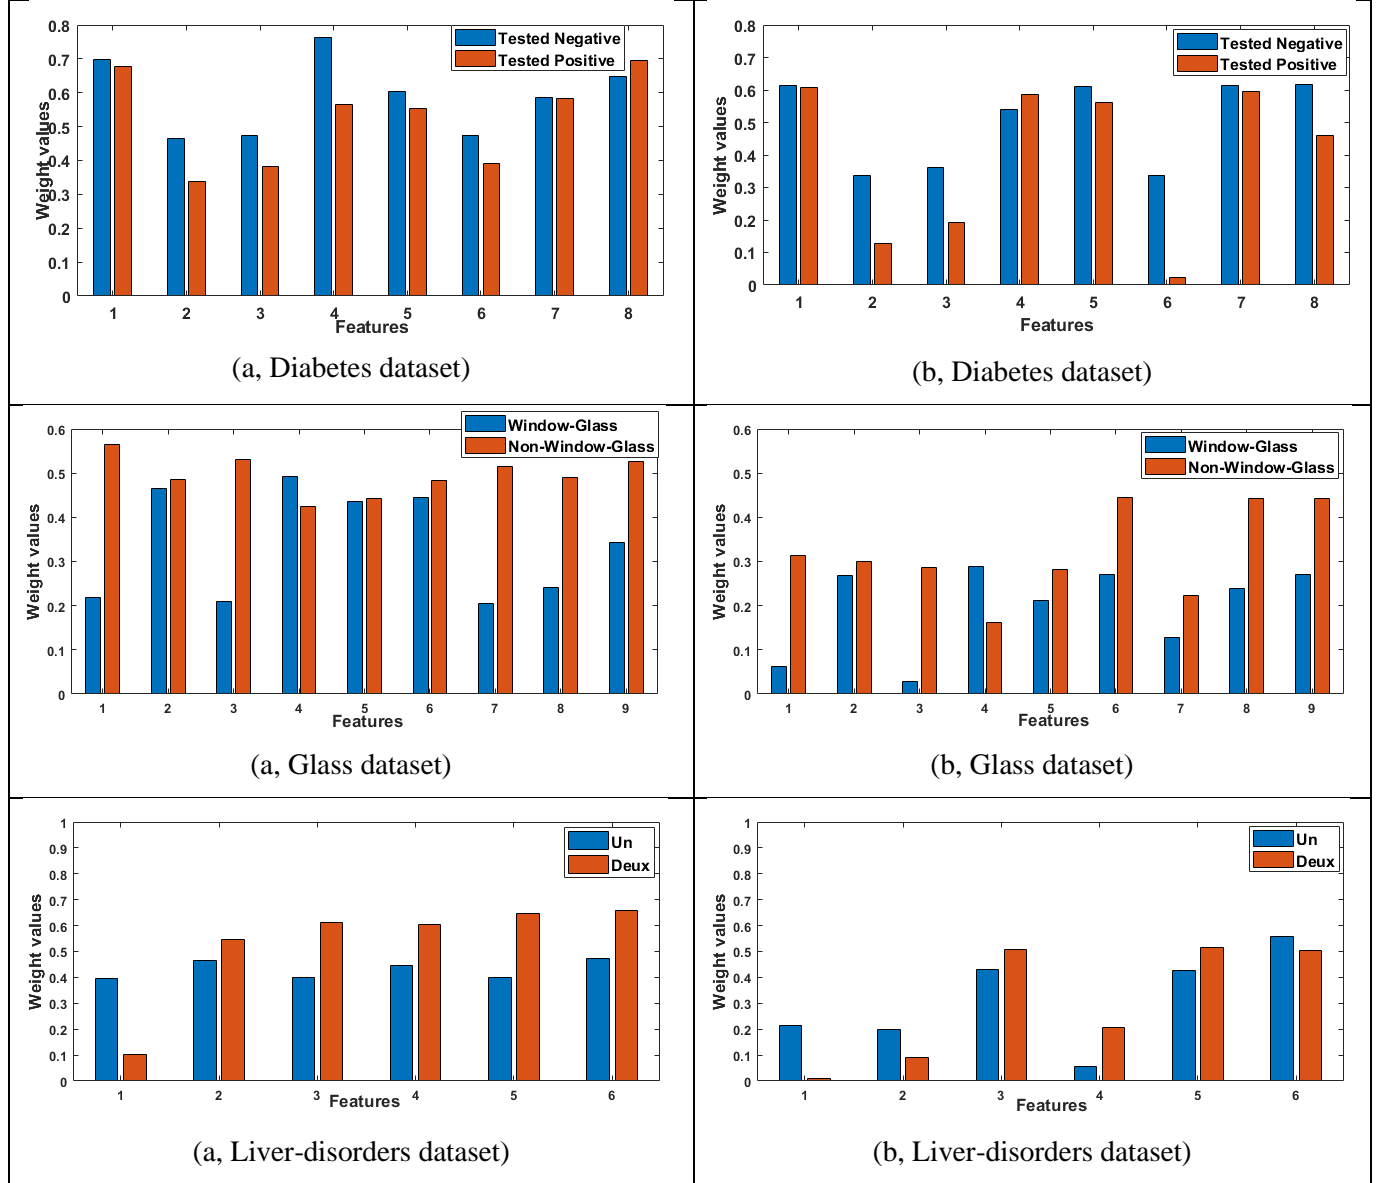 0.8
0.7
0.6
0.5
0.4
0.3
0.2
0.1
0
Weight values
Tested Negative
Tested Positive
1 2 3 4 5 6 7 8
Features
(a, Diabetes dataset)
0.8
0.7
0.6
0.5
0.4
0.3
0.2
0.1
0
Weight values
Tested Negative
Tested Positive
1 2 3 4 5 6 7 8
Features
(b, Diabetes dataset)
0.6
0.5
0.4
0.3
0.2
0.1
0
Weight values
Window-Glass
Non-Window-Glass
1 2 3 4 5 6 7 8 9
Features
(a, Glass dataset)
0.6
0.5
0.4
0.3
0.2
0.1
0
Weight values
Window-Glass
Non-Window-Glass
1 2 3 4 5 6 7 8 9
Features
(b, Glass dataset)
1
0.9
0.8
0.7
0.6
0.5
0.4
0.3
0.2
0.1
0
Weight values
Un
Deux
1 2 3 4 5 6
Features
(a, Liver-disorders dataset)
1
0.9
0.8
0.7
0.6
0.5
0.4
0.3
0.2
0.1
0
Weight values
Un
Deux
1 2 3 4 5 6
Features
(b, Liver-disorders dataset)